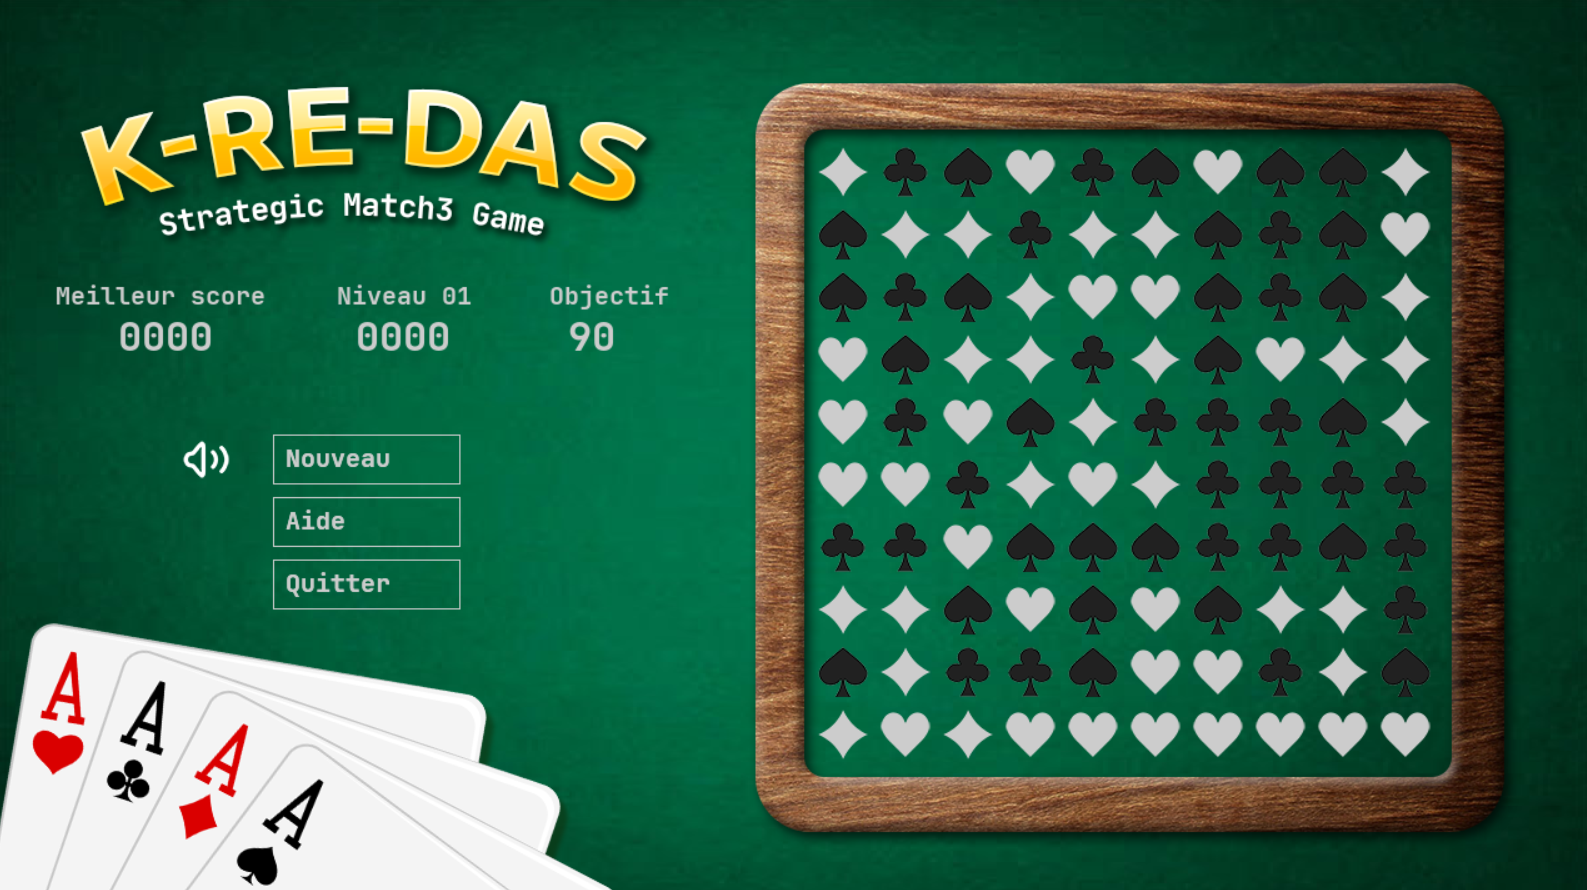 K-RE-DAS
Strategic Match3 Game
Meilleur score
0000
Niveau 01
0000
Objectif
90
Nouveau
Aide
Quitter
A
A
A
A